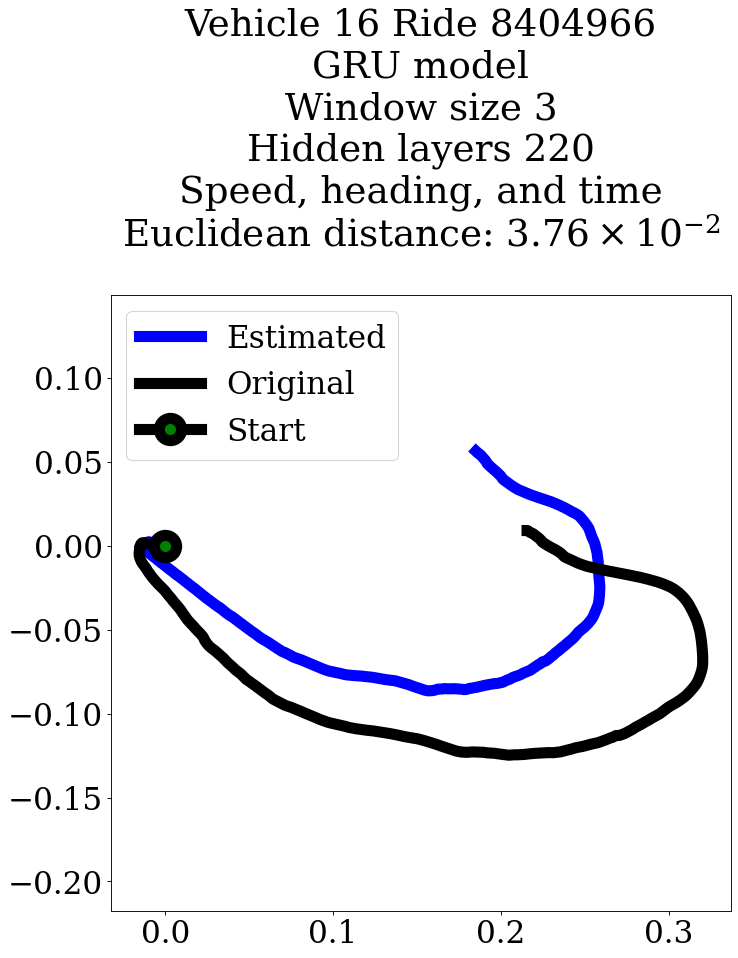 Vehicle 16 Ride 8404966
GRU model
Window size 3
Hidden layers 220
Speed, heading, and time
Euclidean distance: 3.76 × 10⁻²
Estimated
Original
Start
0.10
0.05
0.00
−0.05
−0.10
−0.15
−0.20
0.0 0.1 0.2 0.3